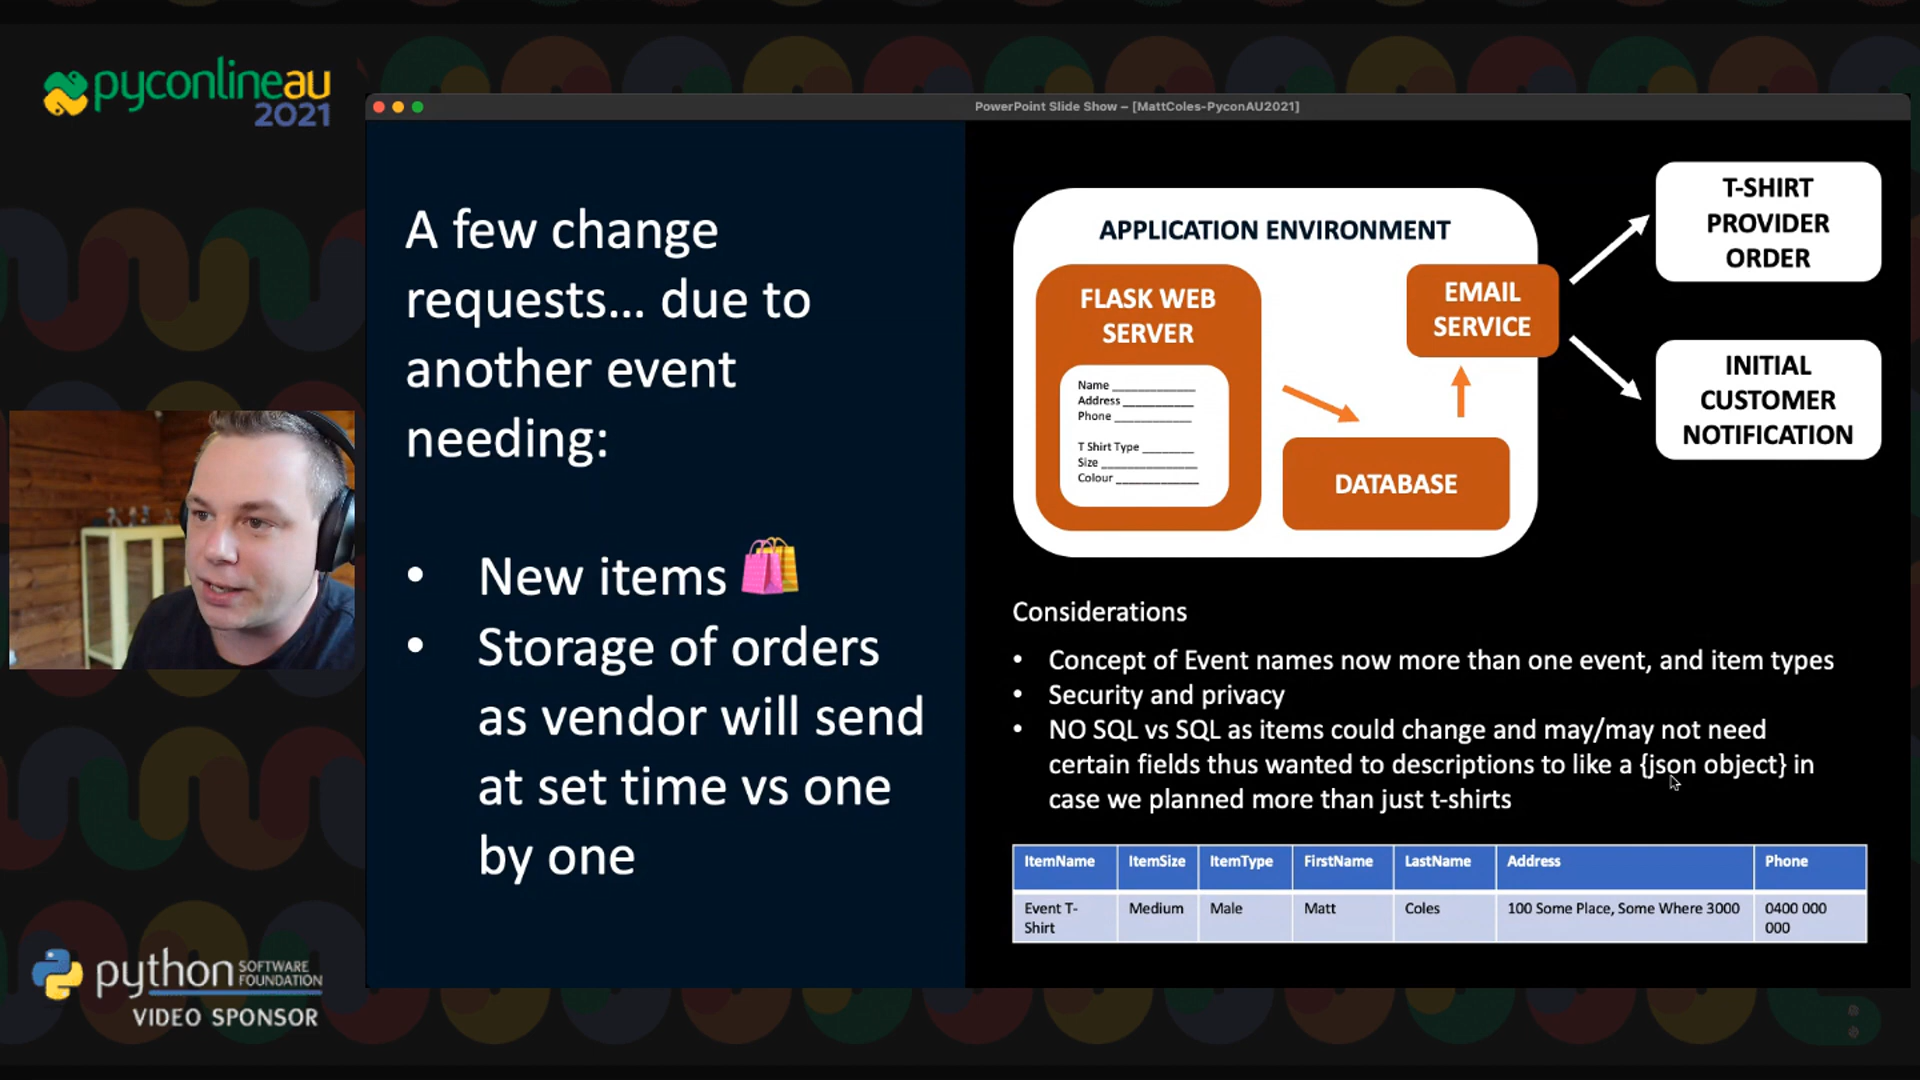 pyconlineau
2021
PowerPoint Slide Show – [MattColes-PyconAU2021]
A few change
requests... due to
another event
needing:
• New items
• Storage of orders
as vendor will send
at set time vs one
by one
APPLICATION ENVIRONMENT
FLASK WEB
SERVER
Name ____________
Address __________
Phone ___________
T Shirt Type ________
Size ______________
Colour ____________
DATABASE
EMAIL
SERVICE
T-SHIRT
PROVIDER
ORDER
INITIAL
CUSTOMER
NOTIFICATION
Considerations
• Concept of Event names now more than one event, and item types
• Security and privacy
• NO SQL vs SQL as items could change and may/may not need
certain fields thus wanted to descriptions to like a {json object} in
case we planned more than just t-shirts
ItemName ItemSize ItemType FirstName LastName Address Phone
Event T- Medium Male Matt Coles 100 Some Place, Some Where 3000 0400 000
Shirt 000
python SOFTWARE
FOUNDATION
VIDEO SPONSOR